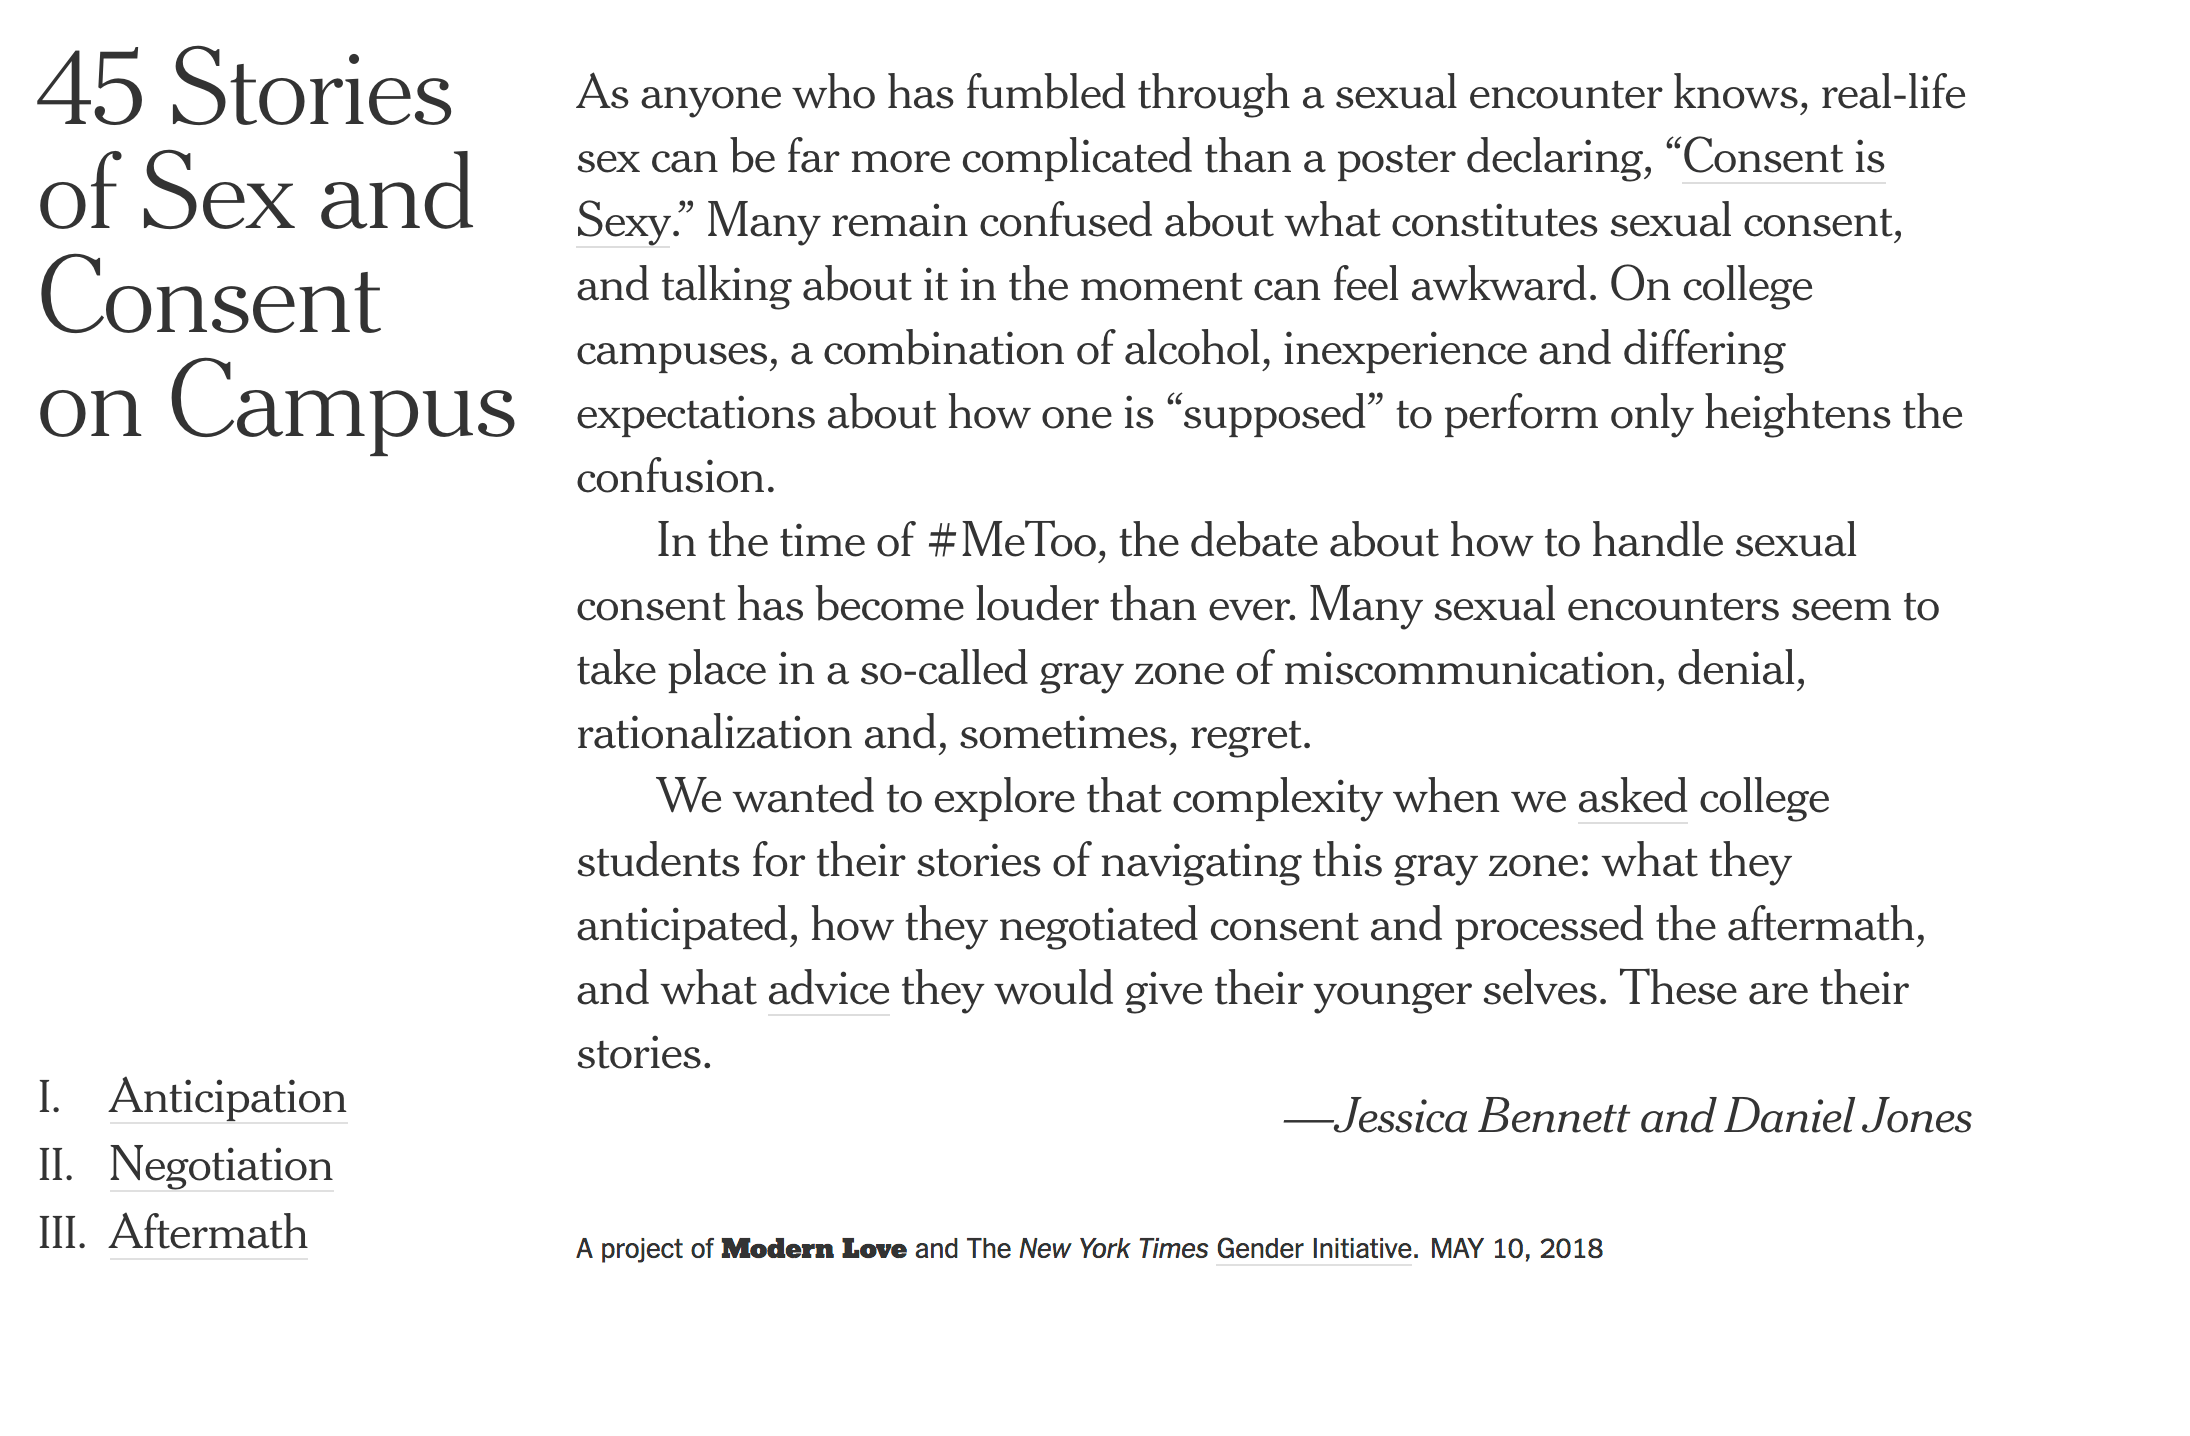 45 Stories
of Sex and
Consent
on Campus
As anyone who has fumbled through a sexual encounter knows, real-life
sex can be far more complicated than a poster declaring, “Consent is
Sexy.” Many remain confused about what constitutes sexual consent,
and talking about it in the moment can feel awkward. On college
campuses, a combination of alcohol, inexperience and differing
expectations about how one is “supposed” to perform only heightens the
confusion.
In the time of #MeToo, the debate about how to handle sexual
consent has become louder than ever. Many sexual encounters seem to
take place in a so-called gray zone of miscommunication, denial,
rationalization and, sometimes, regret.
We wanted to explore that complexity when we asked college
students for their stories of navigating this gray zone: what they
anticipated, how they negotiated consent and processed the aftermath,
and what advice they would give their younger selves. These are their
stories.
—Jessica Bennett and Daniel Jones
I. Anticipation
II. Negotiation
III. Aftermath
A project of Modern Love and The New York Times Gender Initiative. MAY 10, 2018